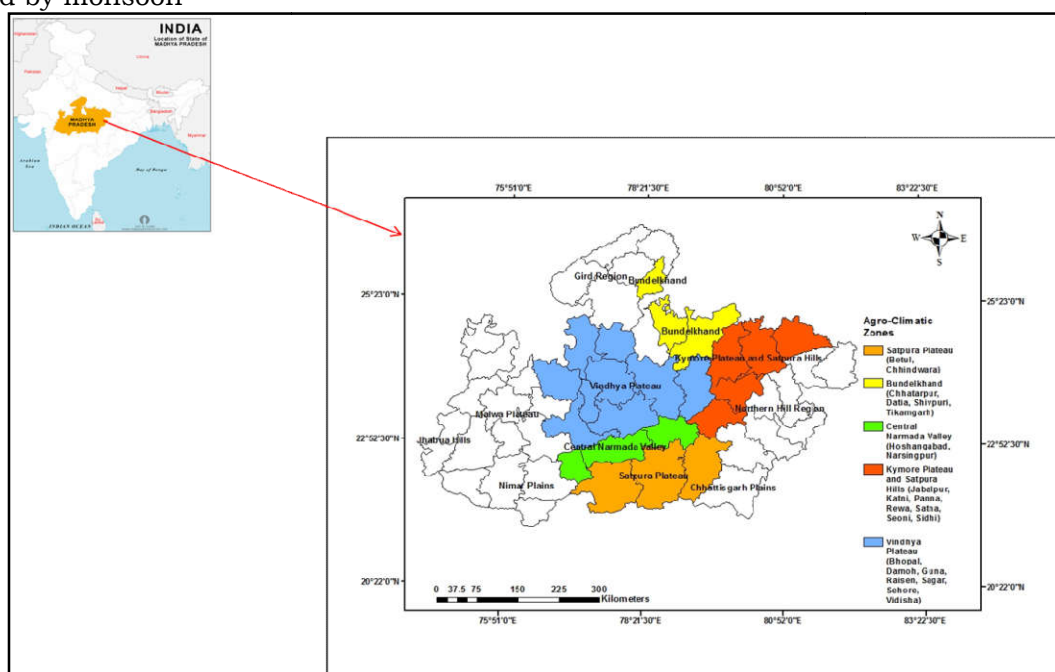 d by monsoon
INDIA
Location of State of
MADHYA PRADESH
Afghanistan
Pakistan
China
Nepal
Bhutan
Bangladesh
Myanmar
MADHYA
PRADESH
Arabian
Sea
Bay of Bengal
INDIAN OCEAN
75°51'0"E 78°21'30"E 80°52'0"E 83°22'30"E
N
W E
S
Gird Region
Bundelkhand
25°23'0"N
25°23'0"N
Bundelkhand
Kymore Plateau and Satpura Hills
Vindhya Plateau
Malwa Plateau
Northern Hill Region
22°52'30"N
22°52'30"N
Jhabua Hills
Central Narmada Valley
Satpura Plateau
Nimar Plains
Chhattisgarh Plains
20°22'0"N
20°22'0"N
0 37.5 75 150 225 300
Kilometers
75°51'0"E 78°21'30"E 80°52'0"E 83°22'30"E
Agro-Climatic
Zones
Satpura Plateau
(Betul,
Chhindwara)
Bundelkhand
(Chhatarpur,
Datia, Shivpuri,
Tikamgarh)
Central
Narmada Valley
(Hoshangabad,
Narsingpur)
Kymore Plateau
and Satpura
Hills (Jabalpur,
Katni, Panna,
Rewa, Satna,
Seoni, Sidhi)
Vindhya
Plateau
(Bhopal,
Damoh, Guna,
Raisen, Sagar,
Sehore,
Vidisha)